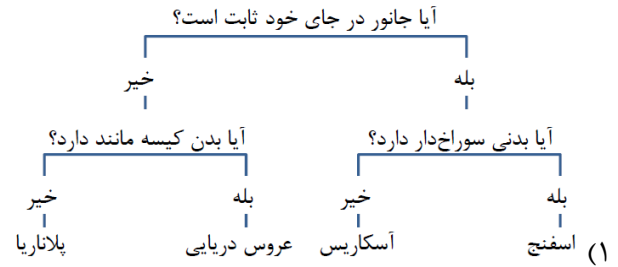 آیا جانور در جای خود ثابت است؟
بله
خیر
آیا بدنی سوراخ‌دار دارد؟
آیا بدن کیسه مانند دارد؟
بله
خیر
بله
خیر
۱) اسفنج
آسکاریس
عروس دریایی
پلاناریا